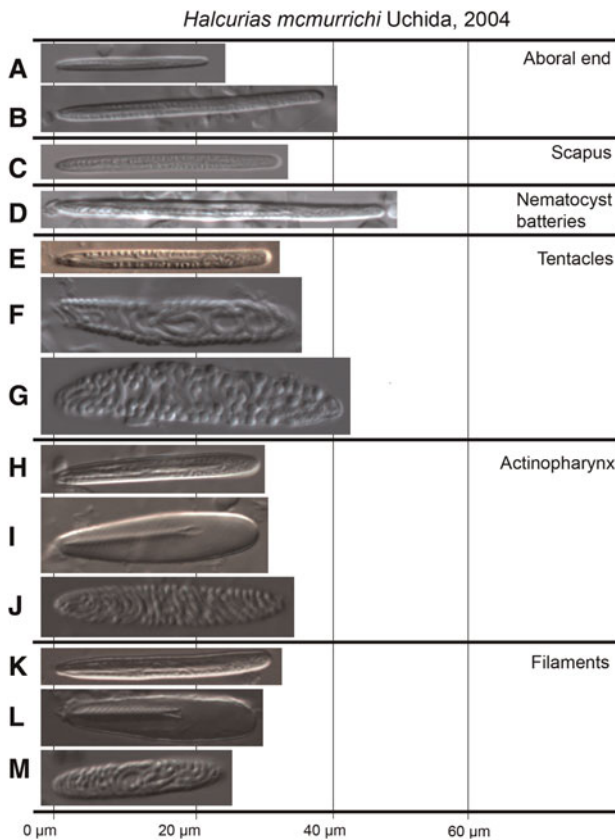 Halcurias mcmurrichi Uchida, 2004
A
Aboral end
B
C
Scapus
D
Nematocyst
batteries
E
Tentacles
F
G
H
Actinopharynx
I
J
K
Filaments
L
M
0 µm 20 µm 40 µm 60 µm